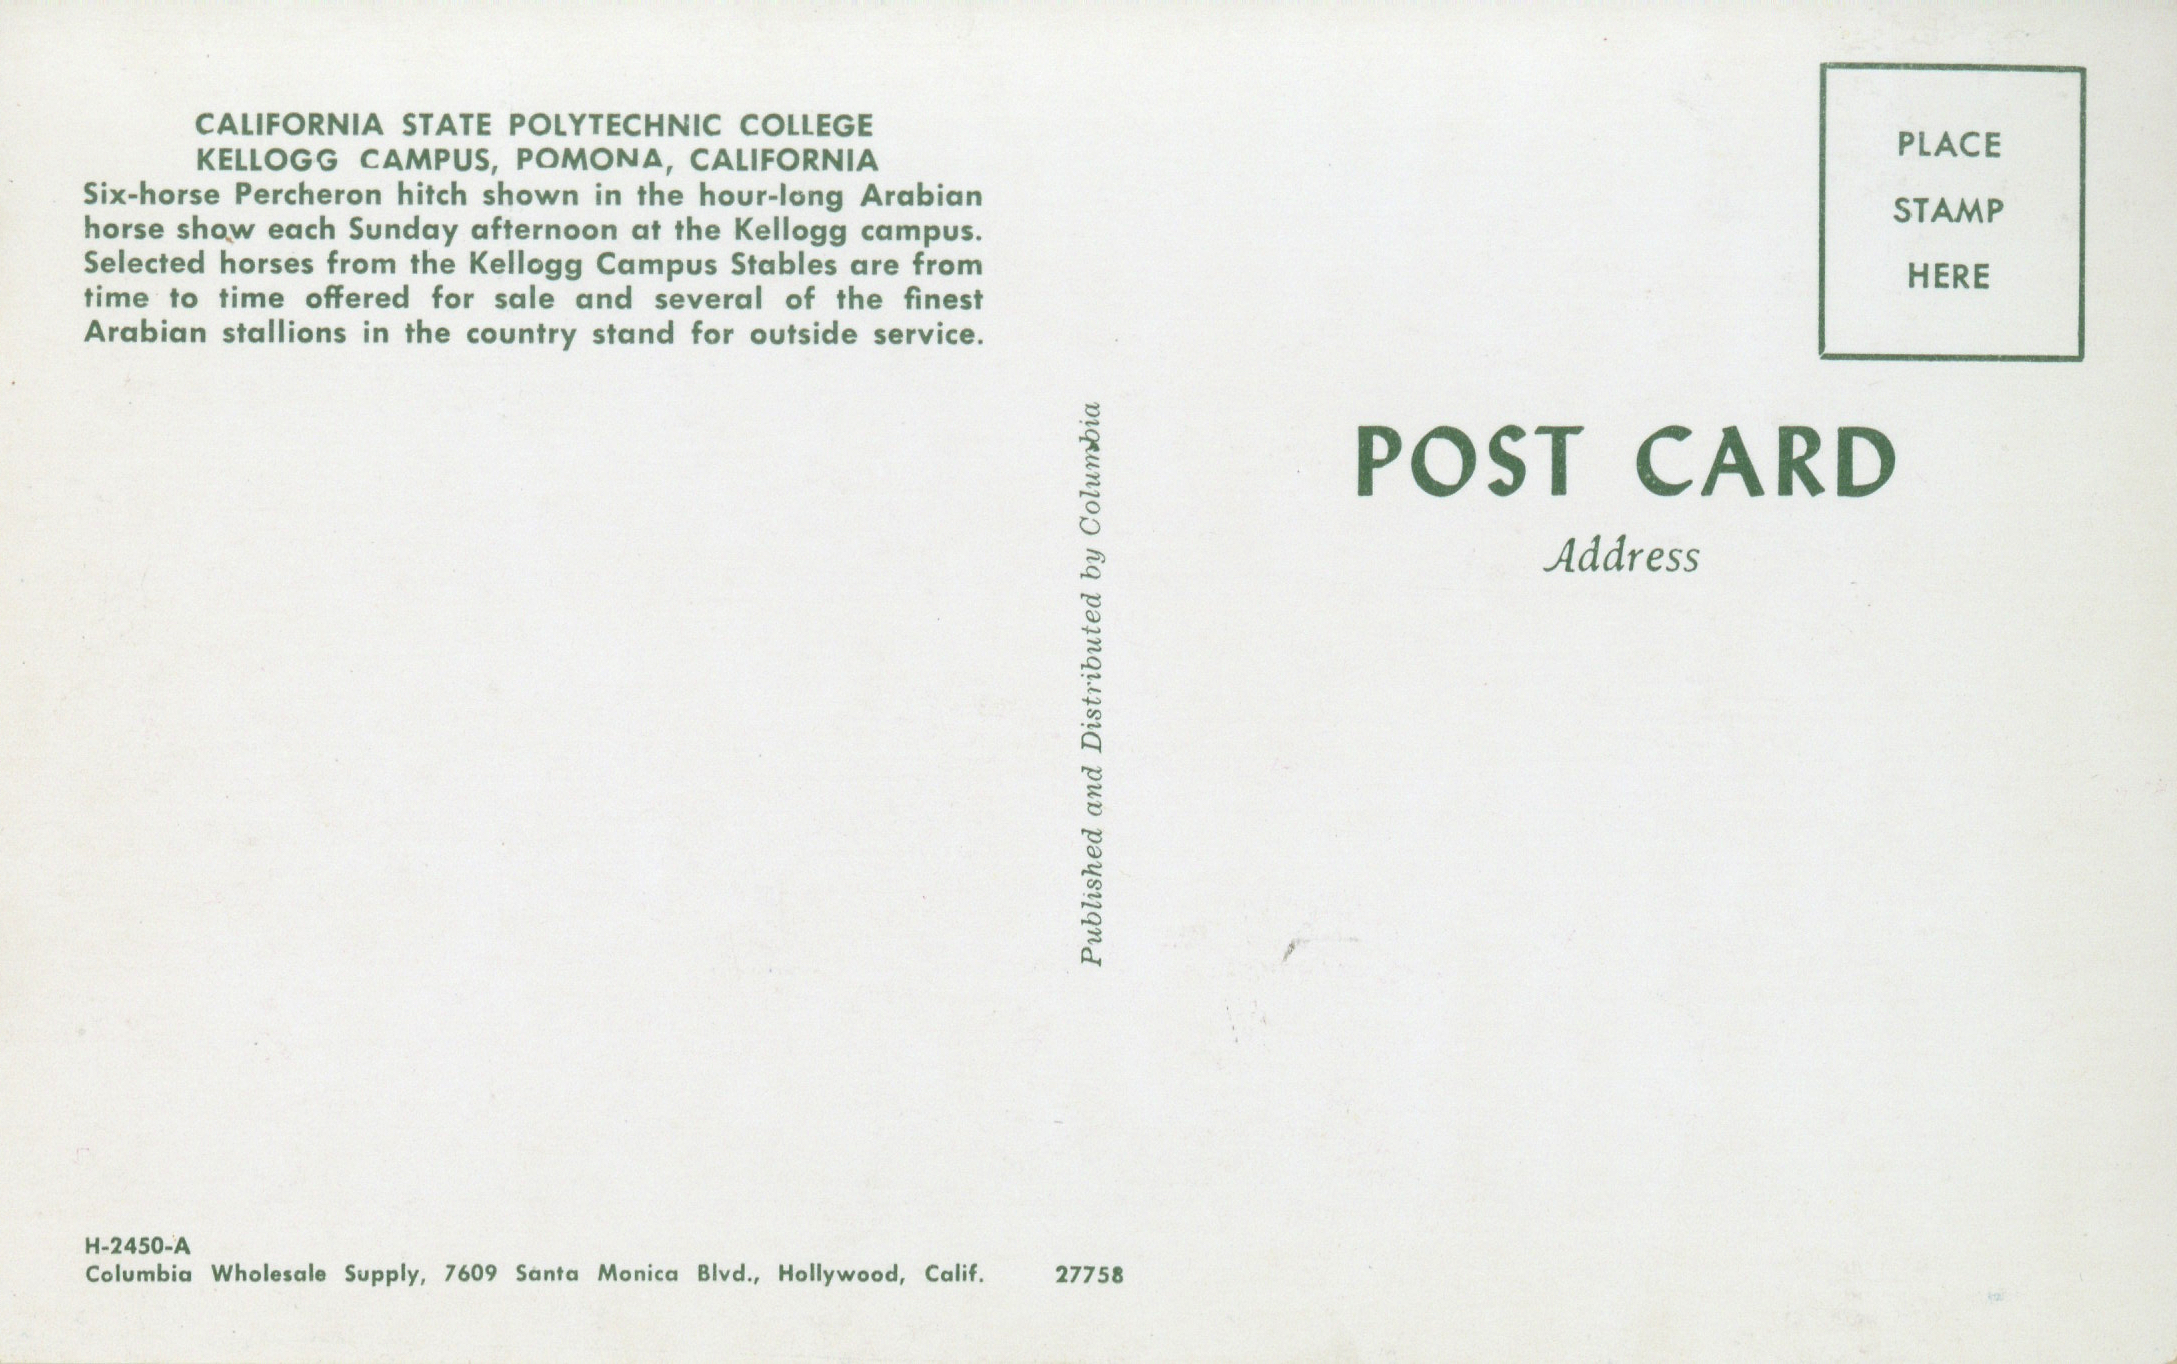 CALIFORNIA STATE POLYTECHNIC COLLEGE
KELLOGG CAMPUS, POMONA, CALIFORNIA
Six-horse Percheron hitch shown in the hour-long Arabian
horse show each Sunday afternoon at the Kellogg campus.
Selected horses from the Kellogg Campus Stables are from
time to time offered for sale and several of the finest
Arabian stallions in the country stand for outside service.
H-2450-A
Columbia Wholesale Supply, 7609 Santa Monica Blvd., Hollywood, Calif. 27758
Published and Distributed by Columbia
PLACE
STAMP
HERE
POST CARD
Address